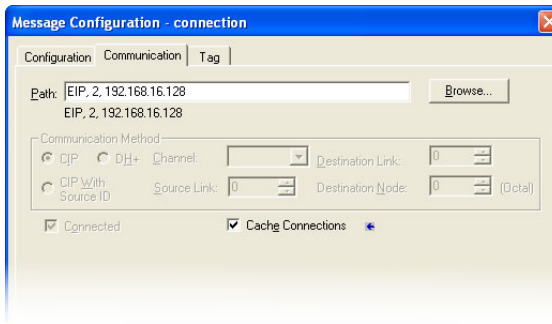 Message Configuration - connection
Configuration Communication Tag
Path: EIP, 2, 192.168.16.128 Browse...
EIP, 2, 192.168.16.128
Communication Method
CIP DH+ Channel: Destination Link: 0
CIP With Source ID Source Link: 0 Destination Node: 0 (Octal)
Connected Cache Connections